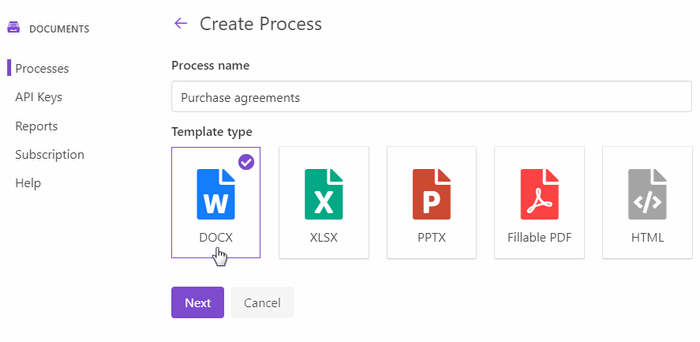 DOCUMENTS
Processes
API Keys
Reports
Subscription
Help
Create Process
Process name
Purchase agreements
Template type
W
X
P
</>
DOCX
XLSX
PPTX
Fillable PDF
HTML
Next
Cancel